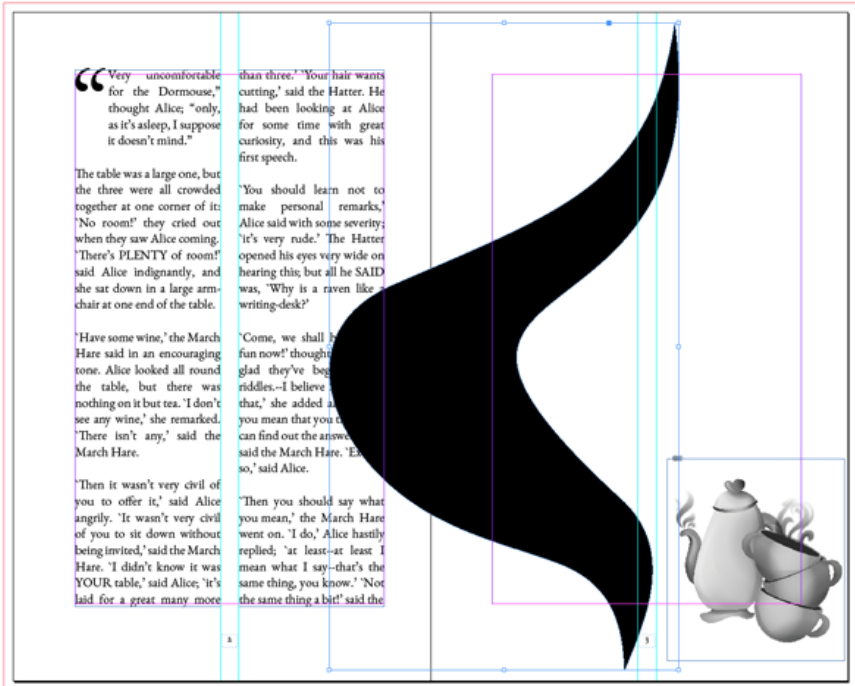 “ Very uncomfortable
for the Dormouse,”
thought Alice; “only,
as it’s asleep, I suppose
it doesn’t mind.”
The table was a large one, but
the three were all crowded
together at one corner of it:
`No room!’ they cried out
when they saw Alice coming.
`There’s PLENTY of room!’
said Alice indignantly, and
she sat down in a large arm-
chair at one end of the table.
`Have some wine,’ the March
Hare said in an encouraging
tone. Alice looked all round
the table, but there was
nothing on it but tea. `I don’t
see any wine,’ she remarked.
`There isn’t any,’ said the
March Hare.
`Then it wasn’t very civil of
you to offer it,’ said Alice
angrily. `It wasn’t very civil
of you to sit down without
being invited,’ said the March
Hare. `I didn’t know it was
YOUR table,’ said Alice; `it’s
laid for a great many more
than three.’ `Your hair wants
cutting,’ said the Hatter. He
had been looking at Alice
for some time with great
curiosity, and this was his
first speech.
`You should learn not to
make personal remarks,’
Alice said with some severity;
`it’s very rude.’ The Hatter
opened his eyes very wide on
hearing this; but all he SAID
was, `Why is a raven like a
writing-desk?’
`Come, we shall
fun now!’ thought
glad they’ve
riddles.--I believe
that,’ she added
you mean that you
can find out the
said the March Hare.
so,’ said Alice.
`Then you should say what
you mean,’ the March Hare
went on. `I do,’ Alice hastily
replied; `at least--at least I
mean what I say--that’s the
same thing, you know.’ `Not
the same thing a bit!’ said the
2
3